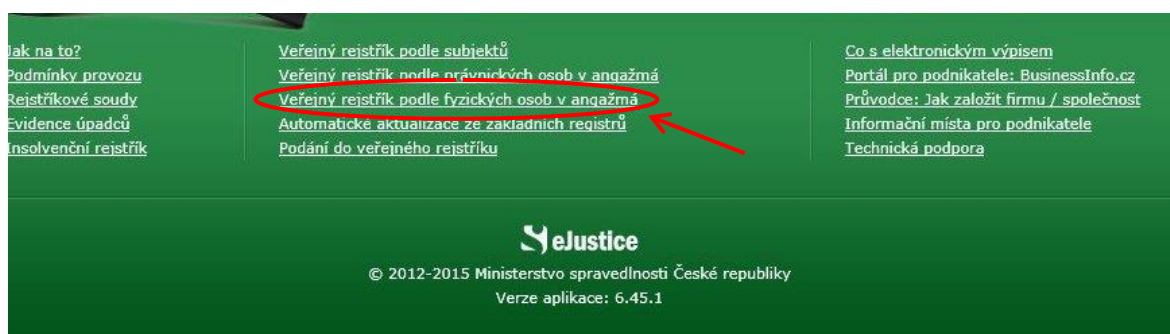 Jak na to?
Podmínky provozu
Rejstříkové soudy
Evidence úpadců
Insolvenční rejstřík
Veřejný rejstřík podle subjektů
Veřejný rejstřík podle právnických osob v angažmá
Veřejný rejstřík podle fyzických osob v angažmá
Automatické aktualizace ze základních registrů
Podání do veřejného rejstříku
Co s elektronickým výpisem
Portál pro podnikatele: BusinessInfo.cz
Průvodce: Jak založit firmu / společnost
Informační místa pro podnikatele
Technická podpora
eJustice
© 2012-2015 Ministerstvo spravedlnosti České republiky
Verze aplikace: 6.45.1